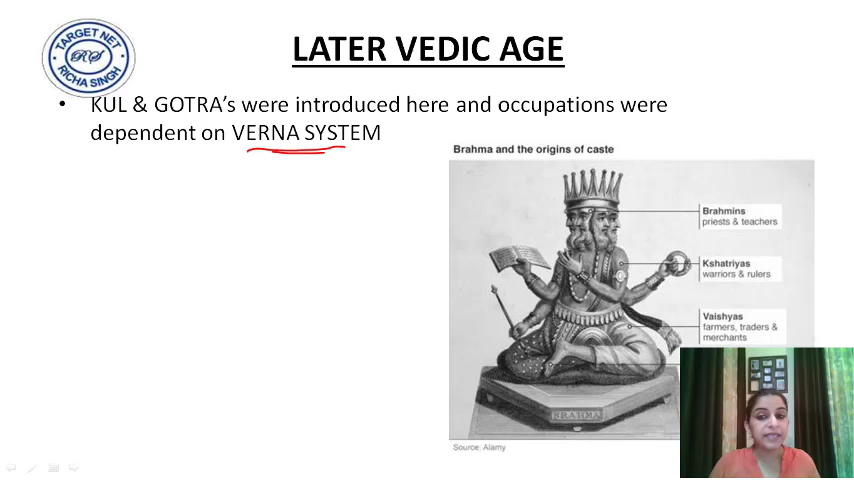 TARGET NET
RS
RICHA SINGH
LATER VEDIC AGE
• KUL & GOTRA’s were introduced here and occupations were
dependent on VERNA SYSTEM
Brahma and the origins of caste
Brahmins
priests & teachers
Kshatriyas
warriors & rulers
Vaishyas
farmers, traders &
merchants
BRAHMA
Source: Alamy